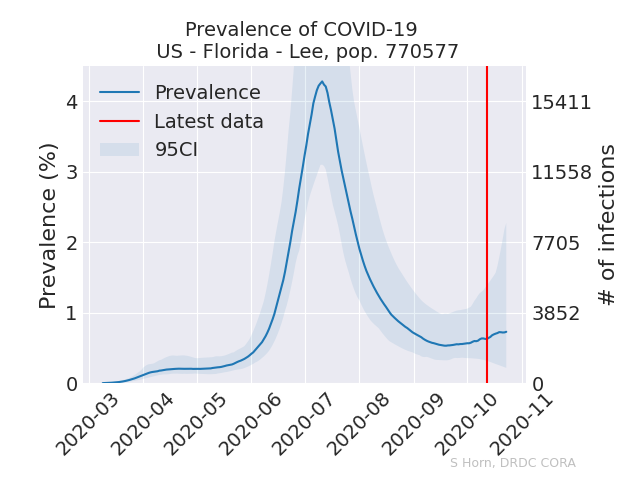 Prevalence of COVID-19
US - Florida - Lee, pop. 770577
Prevalence
Latest data
95CI
Prevalence (%)
4
3
2
1
0
15411
11558
7705
3852
0
# of infections
2020-03
2020-04
2020-05
2020-06
2020-07
2020-08
2020-09
2020-10
2020-11
S Horn, DRDC CORA